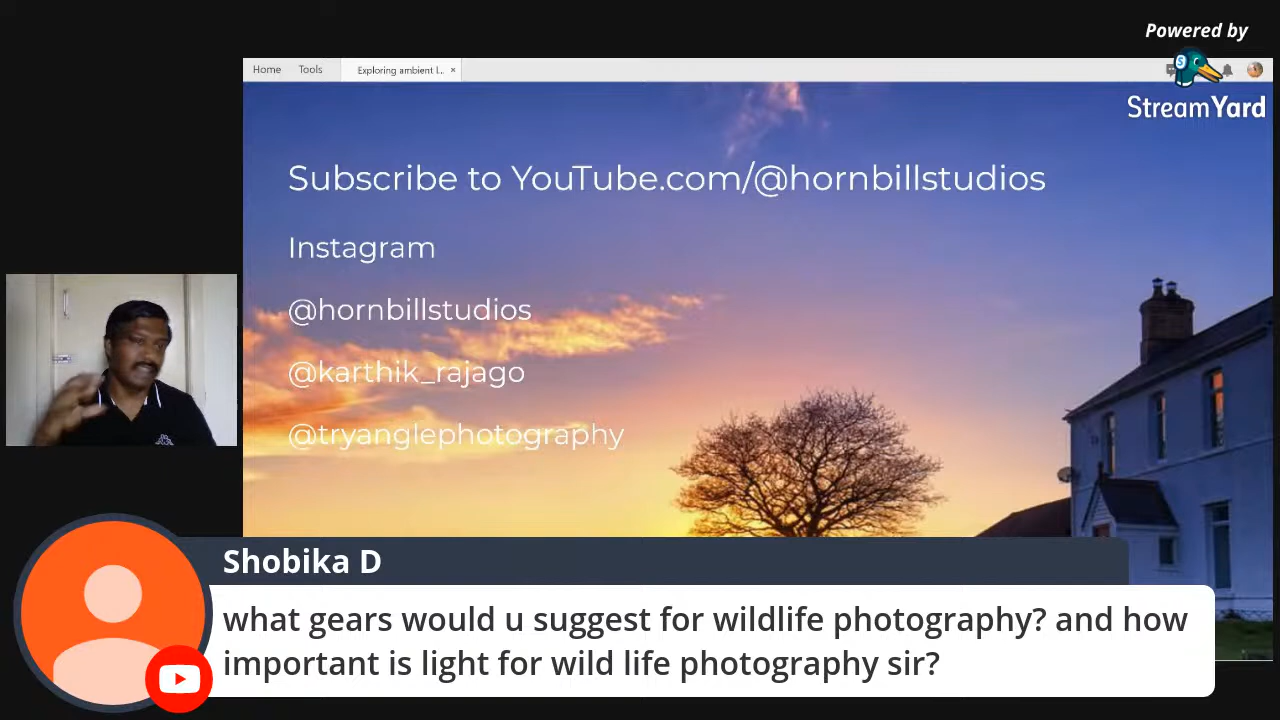 Powered by
StreamYard
Home Tools Exploring ambient l... ×
Subscribe to YouTube.com/@hornbillstudios
Instagram
@hornbillstudios
@karthik_rajago
@tryanglephotography
Shobika D
what gears would u suggest for wildlife photography? and how
important is light for wild life photography sir?